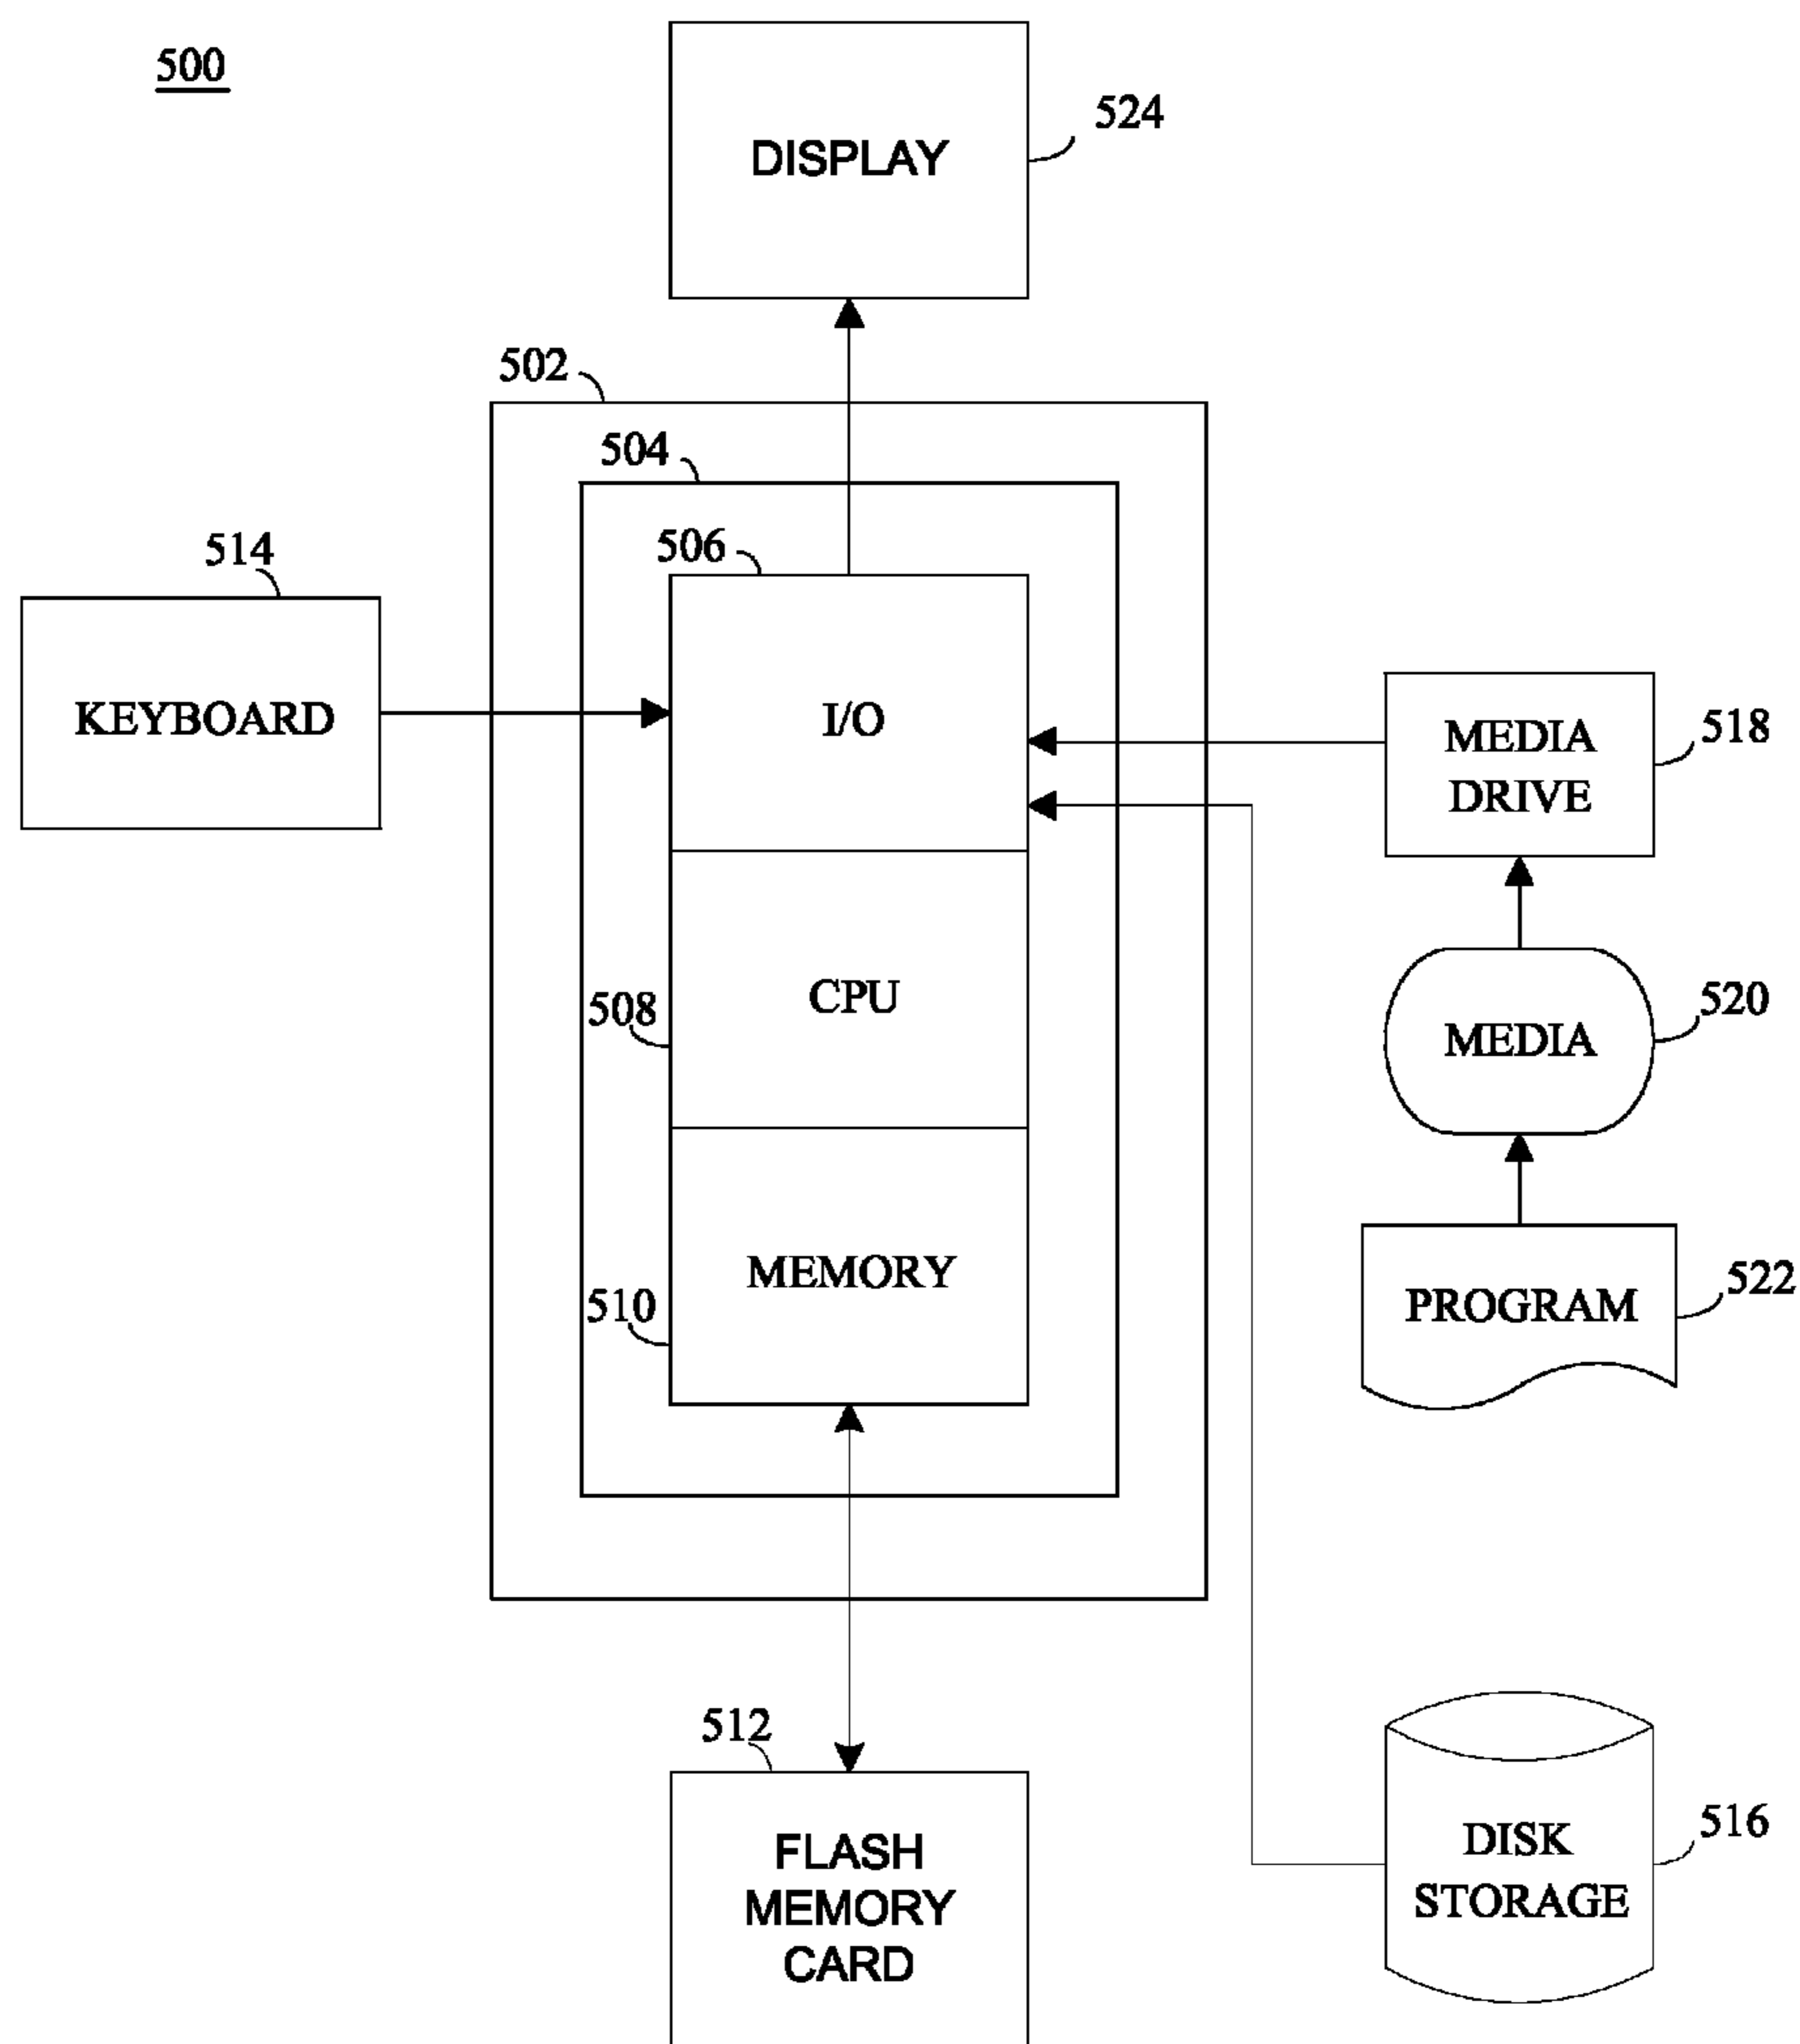 500
DISPLAY
524
502
504
506
514
KEYBOARD
I/O
MEDIA
DRIVE
518
CPU
508
MEDIA
520
MEMORY
510
PROGRAM
522
512
FLASH
MEMORY
CARD
DISK
STORAGE
516